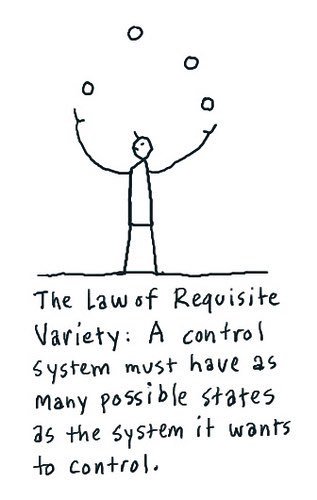 The Law of Requisite
Variety: A control
system must have as
many possible states
as the system it wants
to control.